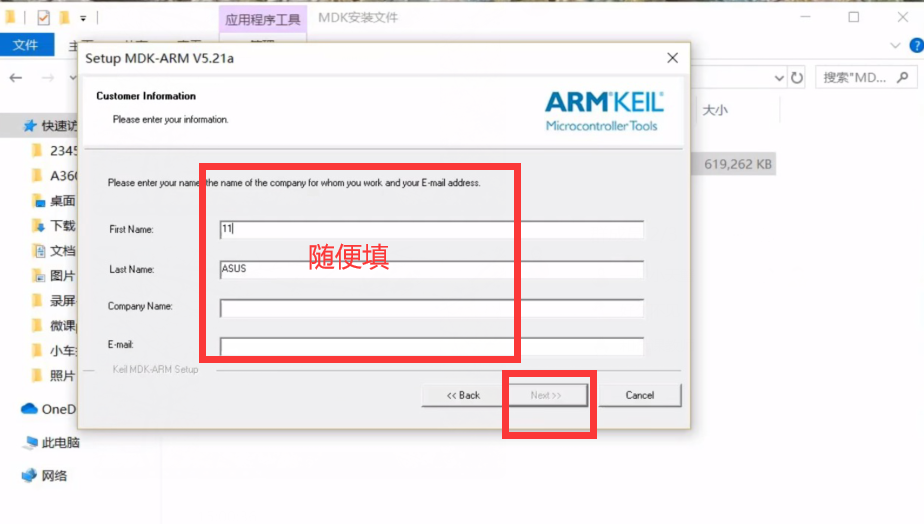 应用程序工具
MDK安装文件
文件
Setup MDK-ARM V5.21a
搜索"MD...
Customer Information
Please enter your information.
ARM KEIL
Microcontroller Tools
大小
快速访
2345
A360
桌面
下载
文档
图片
录屏
微课
小车
照片
OneD
此电脑
网络
619,262 KB
Please enter your name, the name of the company for whom you work and your E-mail address.
First Name:
11
随便填
Last Name:
ASUS
Company Name:
E-mail:
Keil MDK-ARM Setup
<< Back
Next >>
Cancel